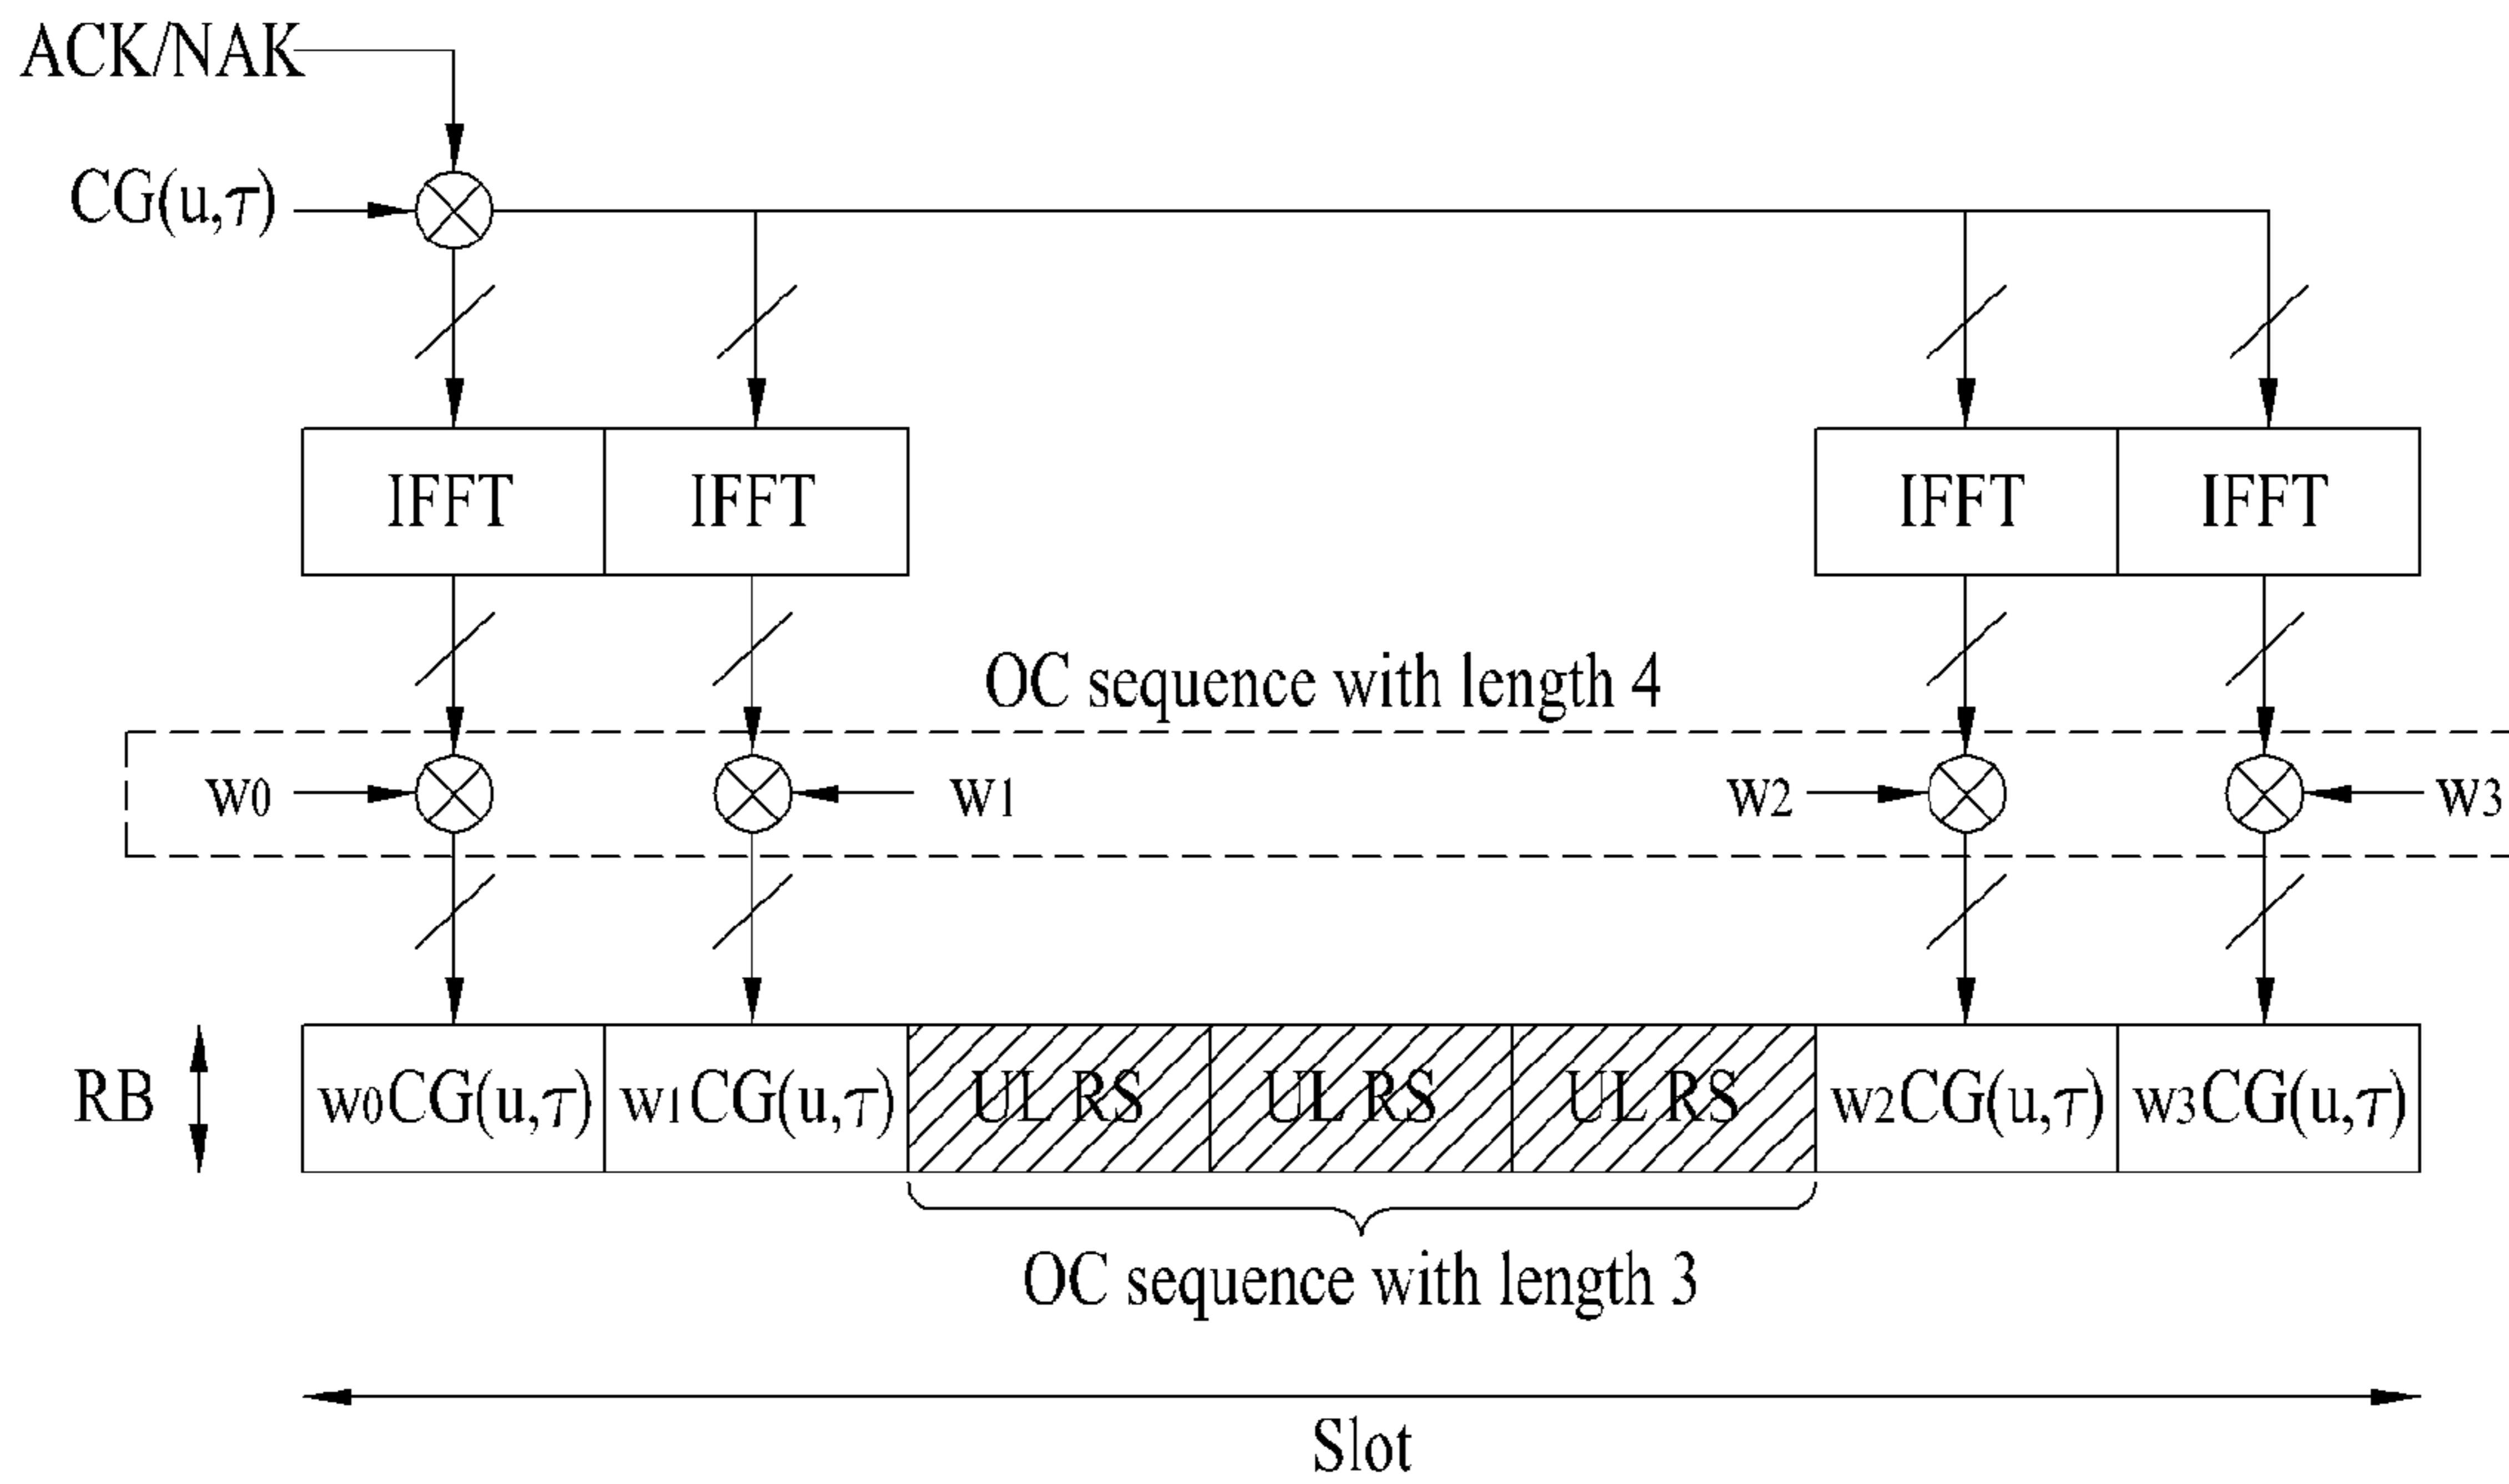 ACK/NAK
CG(u,τ)
IFFT IFFT IFFT IFFT
OC sequence with length 4
w0 w1 w2 w3
RB w0CG(u,τ) w1CG(u,τ) UL RS UL RS UL RS w2CG(u,τ) w3CG(u,τ)
OC sequence with length 3
Slot